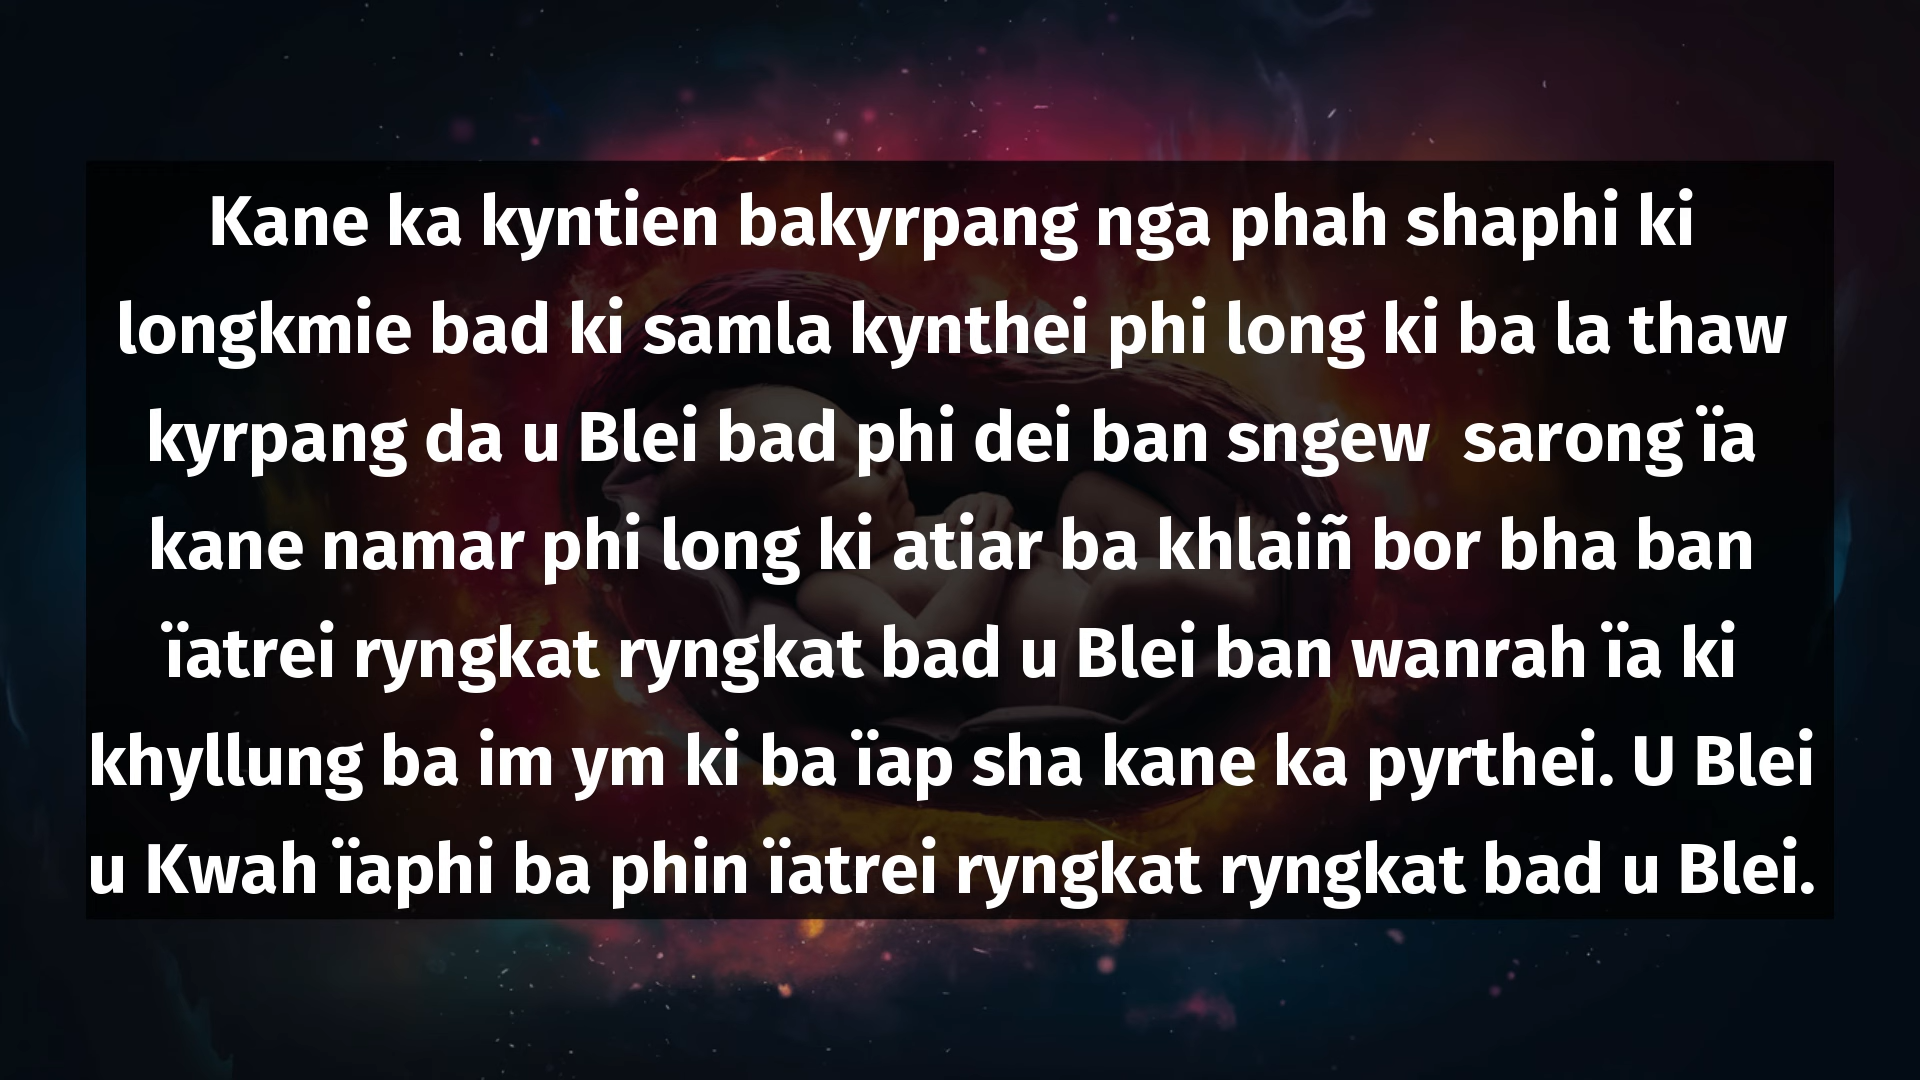 Kane ka kyntien bakyrpang nga phah shaphi ki
longkmie bad ki samla kynthei phi long ki ba la thaw
kyrpang da u Blei bad phi dei ban sngew  sarong ïa
kane namar phi long ki atiar ba khlaiñ bor bha ban
ïatrei ryngkat ryngkat bad u Blei ban wanrah ïa ki
khyllung ba im ym ki ba ïap sha kane ka pyrthei. U Blei
u Kwah ïaphi ba phin ïatrei ryngkat ryngkat bad u Blei.